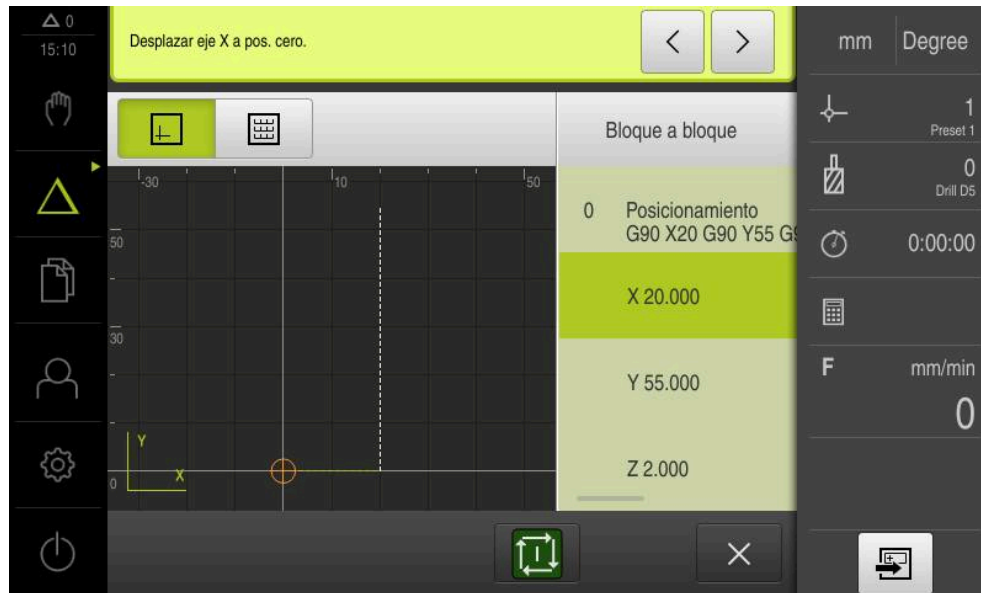 0
15:10
Desplazar eje X a pos. cero.
mm
Degree
1
Preset 1
0
Drill D5
0:00:00
F
mm/min
0
Bloque a bloque
0
Posicionamiento
G90 X20 G90 Y55 G9
X 20.000
Y 55.000
Z 2.000
-30
10
50
50
30
0
Y
X